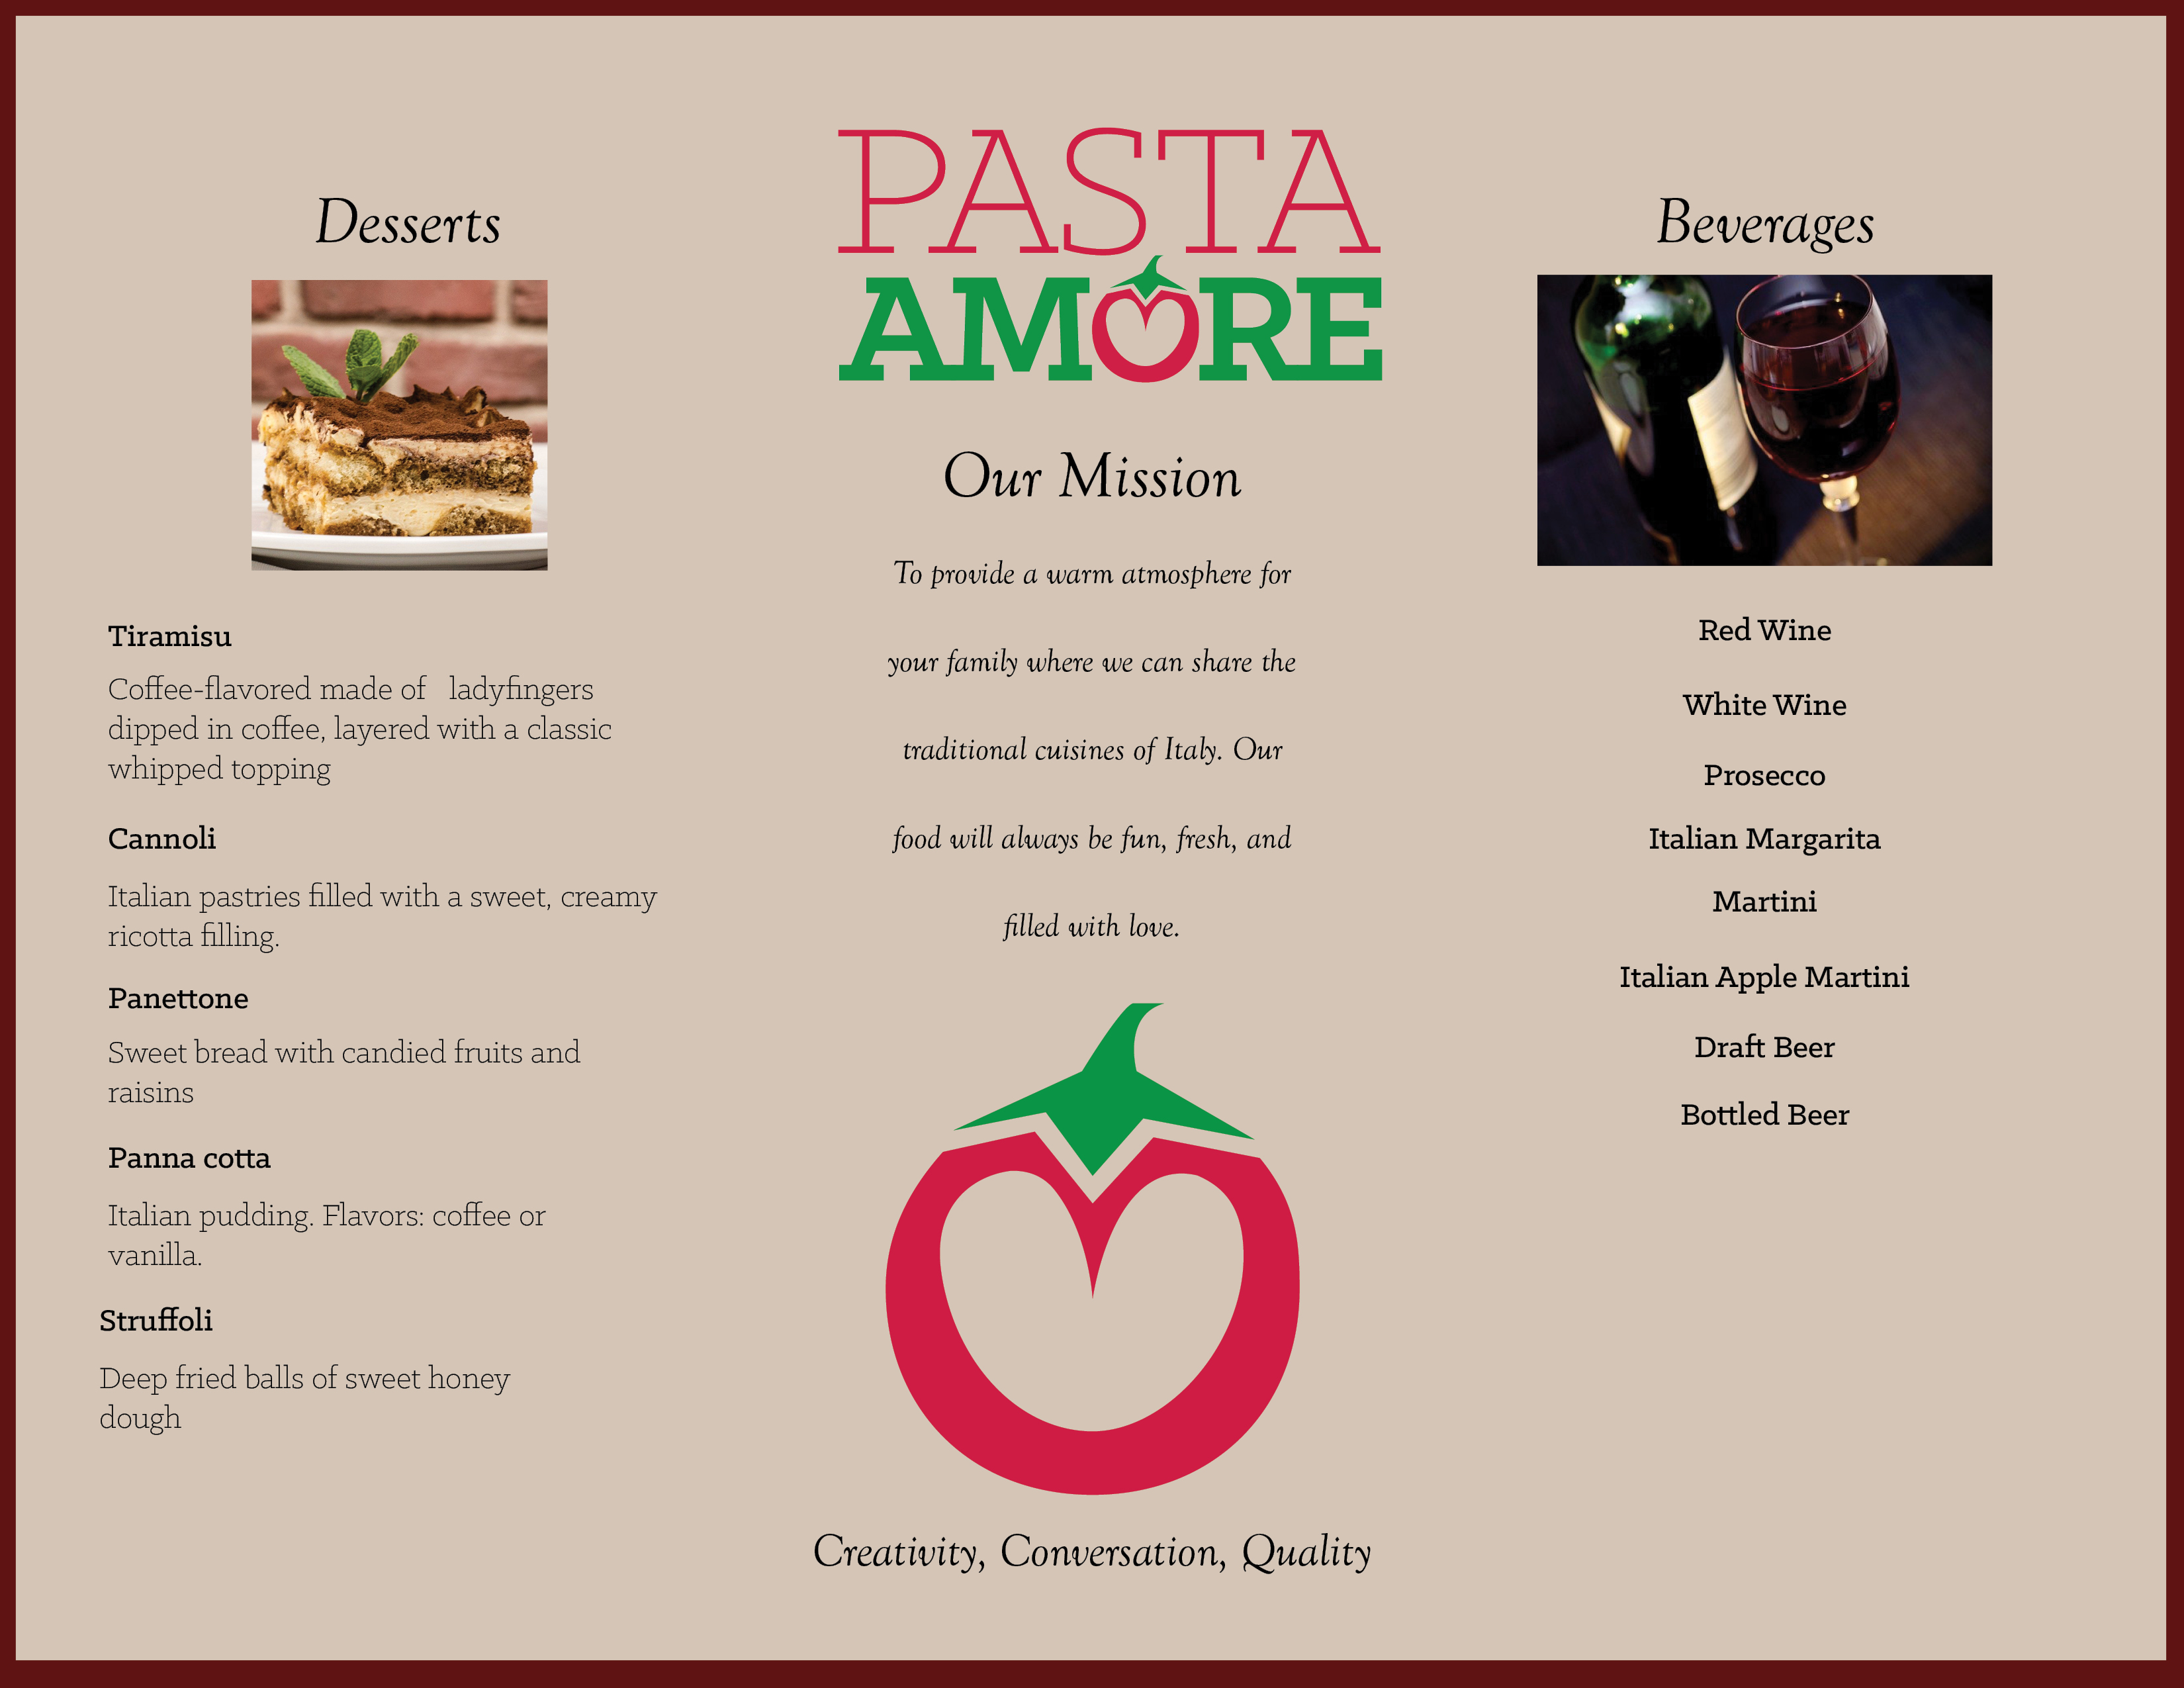 Desserts
Tiramisu
Coffee-flavored made of ladyfingers
dipped in coffee, layered with a classic
whipped topping
Cannoli
Italian pastries filled with a sweet, creamy
ricotta filling.
Panettone
Sweet bread with candied fruits and
raisins
Panna cotta
Italian pudding. Flavors: coffee or
vanilla.
Struffoli
Deep fried balls of sweet honey
dough
PASTA
AMORE
Our Mission
To provide a warm atmosphere for
your family where we can share the
traditional cuisines of Italy. Our
food will always be fun, fresh, and
filled with love.
Creativity, Conversation, Quality
Beverages
Red Wine
White Wine
Prosecco
Italian Margarita
Martini
Italian Apple Martini
Draft Beer
Bottled Beer